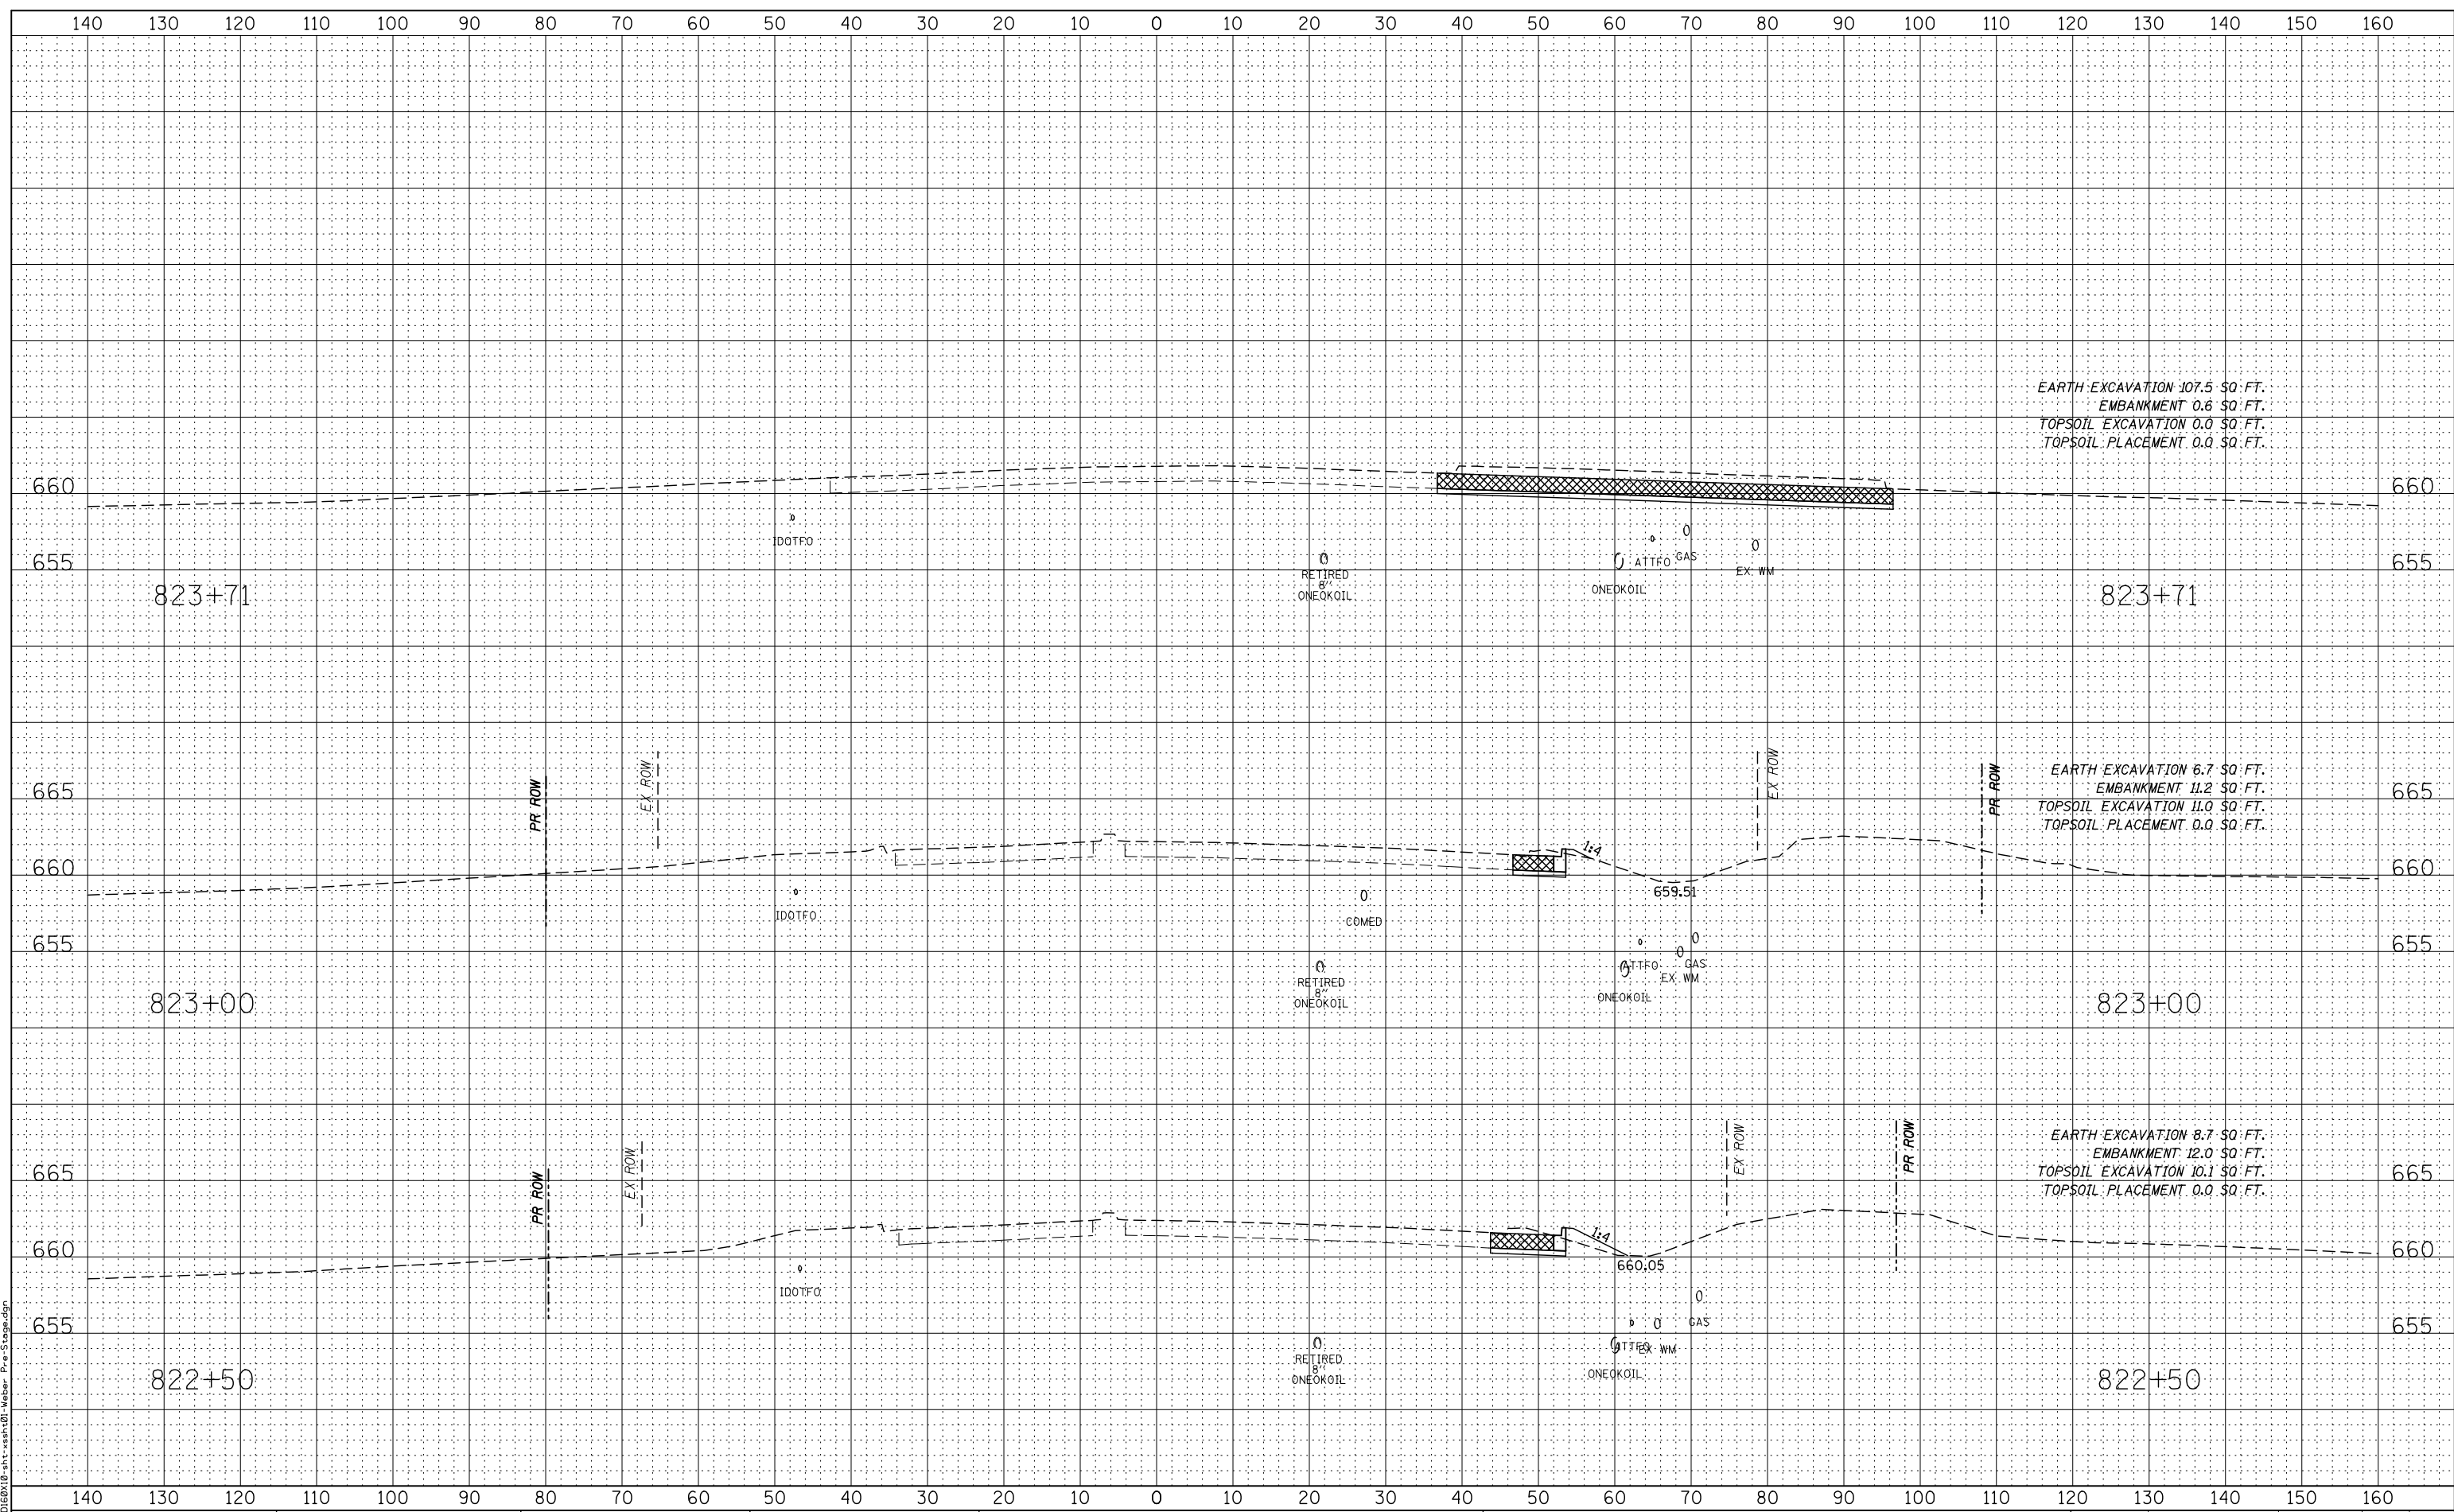 140 130 120 110 100 90 80 70 60 50 40 30 20 10 0 10 20 30 40 50 60 70 80 90 100 110 120 130 140 150 160
EARTH EXCAVATION 107.5 SQ FT.
EMBANKMENT 0.6 SQ FT.
TOPSOIL EXCAVATION 0.0 SQ FT.
TOPSOIL PLACEMENT 0.0 SQ FT.
660 660
IDOTFO
RETIRED
8"
ONEOKOIL
ONEOKOIL
ATTFO
GAS
EX WM
655 655
823+71 823+71
PR ROW
EX ROW
EX ROW
PR ROW
EARTH EXCAVATION 6.7 SQ FT.
EMBANKMENT 11.2 SQ FT.
TOPSOIL EXCAVATION 11.0 SQ FT.
TOPSOIL PLACEMENT 0.0 SQ FT.
665 665
1:4
660 660
659.51
IDOTFO
COMED
655 655
RETIRED
8"
ONEOKOIL
ATTFO
GAS
EX WM
ONEOKOIL
823+00 823+00
PR ROW
EX ROW
EX ROW
PR ROW
EARTH EXCAVATION 8.7 SQ FT.
EMBANKMENT 12.0 SQ FT.
TOPSOIL EXCAVATION 10.1 SQ FT.
TOPSOIL PLACEMENT 0.0 SQ FT.
665 665
1:4
660 660
660.05
IDOTFO
GAS
655 655
RETIRED
8"
ONEOKOIL
ATTFO
EX WM
ONEOKOIL
822+50 822+50
D160X10-sht-xssht01-Weber Pre-Stage.dgn
140 130 120 110 100 90 80 70 60 50 40 30 20 10 0 10 20 30 40 50 60 70 80 90 100 110 120 130 140 150 160